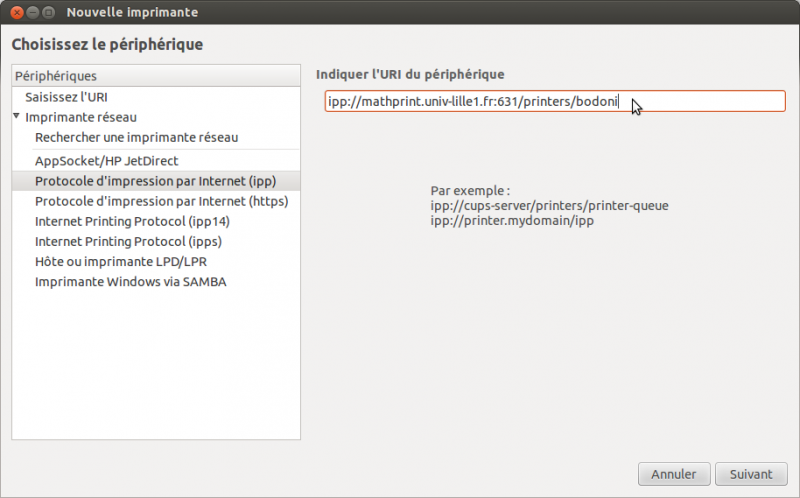 Nouvelle imprimante
Choisissez le périphérique
Périphériques
Saisissez l'URI
Imprimante réseau
Rechercher une imprimante réseau
AppSocket/HP JetDirect
Protocole d'impression par Internet (ipp)
Protocole d'impression par Internet (https)
Internet Printing Protocol (ipp14)
Internet Printing Protocol (ipps)
Hôte ou imprimante LPD/LPR
Imprimante Windows via SAMBA
Indiquer l'URI du périphérique
ipp://mathprint.univ-lille1.fr:631/printers/bodoni
Par exemple :
ipp://cups-server/printers/printer-queue
ipp://printer.mydomain/ipp
Annuler
Suivant